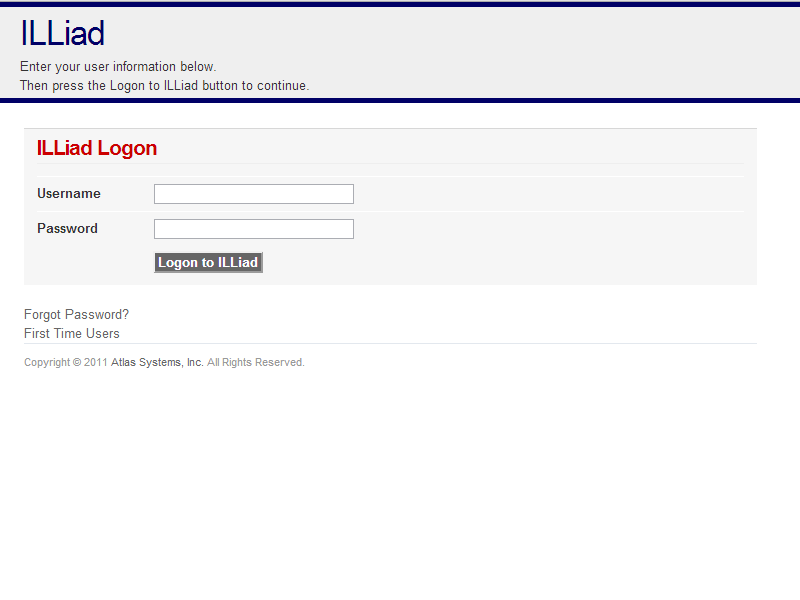 ILLiad
Enter your user information below.
Then press the Logon to ILLiad button to continue.
ILLiad Logon
Username
Password
Logon to ILLiad
Forgot Password?
First Time Users
Copyright © 2011 Atlas Systems, Inc. All Rights Reserved.